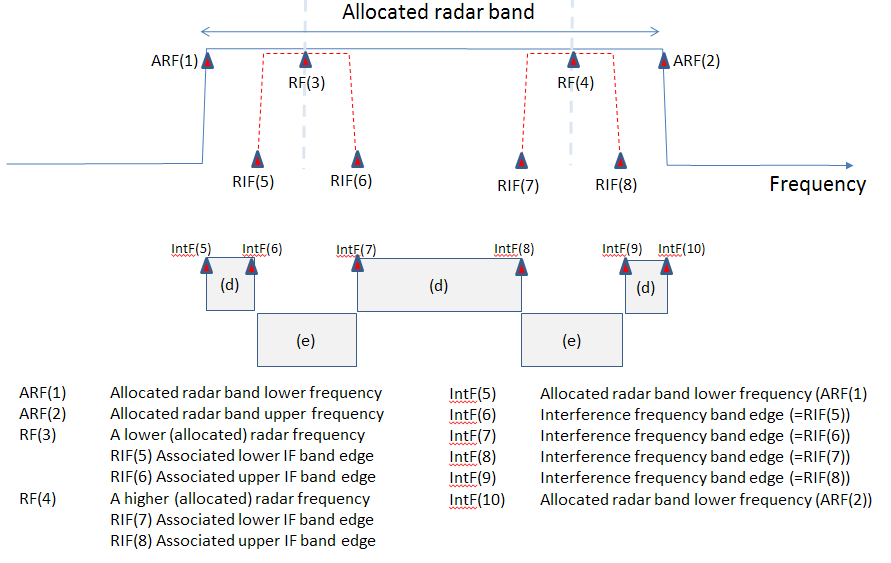 Allocated radar band
ARF(1)
RF(3)
RF(4)
ARF(2)
RIF(5)
RIF(6)
RIF(7)
RIF(8)
Frequency
IntF(5)
IntF(6)
IntF(7)
IntF(8)
IntF(9)
IntF(10)
(d)
(d)
(d)
(e)
(e)
ARF(1) Allocated radar band lower frequency
ARF(2) Allocated radar band upper frequency
RF(3) A lower (allocated) radar frequency
RIF(5) Associated lower IF band edge
RIF(6) Associated upper IF band edge
RF(4) A higher (allocated) radar frequency
RIF(7) Associated lower IF band edge
RIF(8) Associated upper IF band edge
IntF(5) Allocated radar band lower frequency (ARF(1)
IntF(6) Interference frequency band edge (=RIF(5))
IntF(7) Interference frequency band edge (=RIF(6))
IntF(8) Interference frequency band edge (=RIF(7))
IntF(9) Interference frequency band edge (=RIF(8))
IntF(10) Allocated radar band lower frequency (ARF(2))